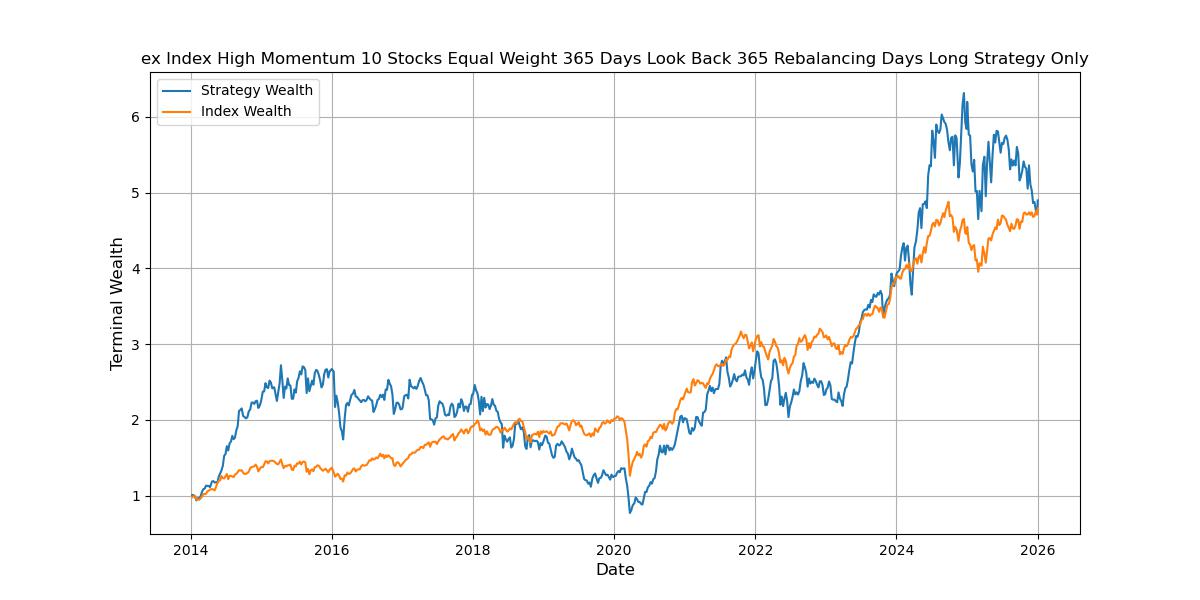 ex Index High Momentum 10 Stocks Equal Weight 365 Days Look Back 365 Rebalancing Days Long Strategy Only
Strategy Wealth
Index Wealth
Terminal Wealth
6
5
4
3
2
1
2014 2016 2018 2020 2022 2024 2026
Date